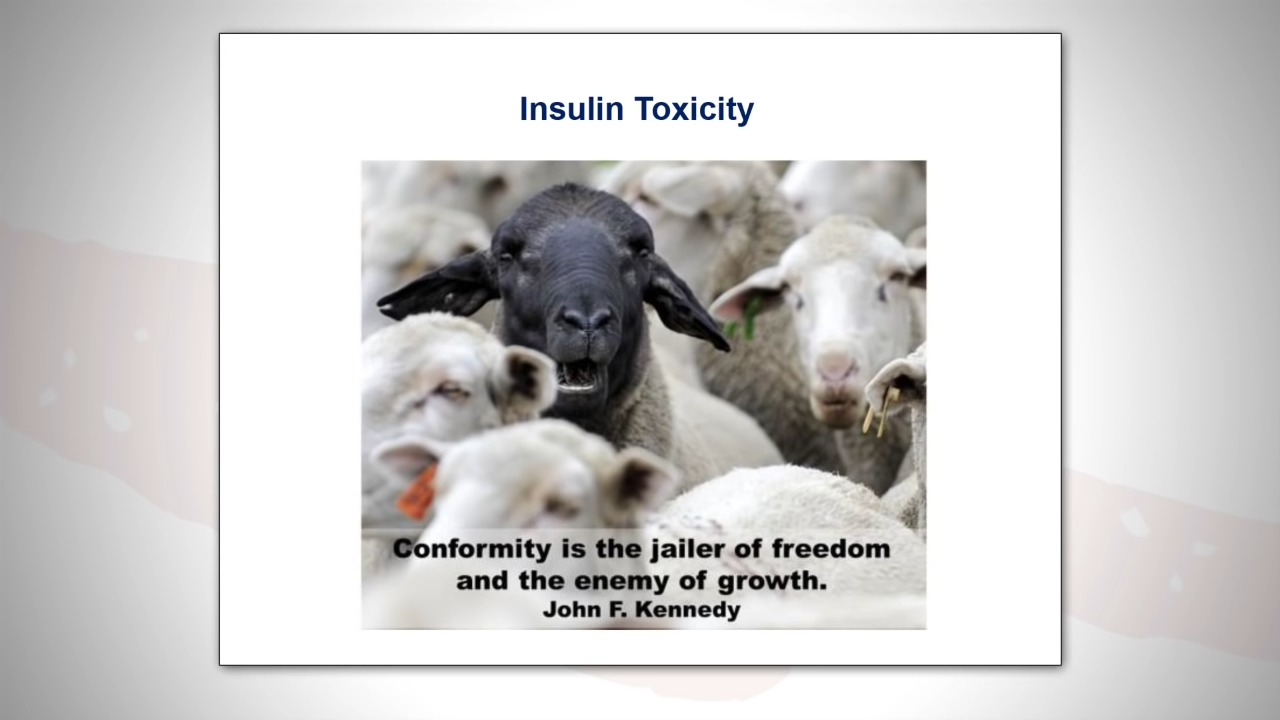 Insulin Toxicity
Conformity is the jailer of freedom
and the enemy of growth.
John F. Kennedy